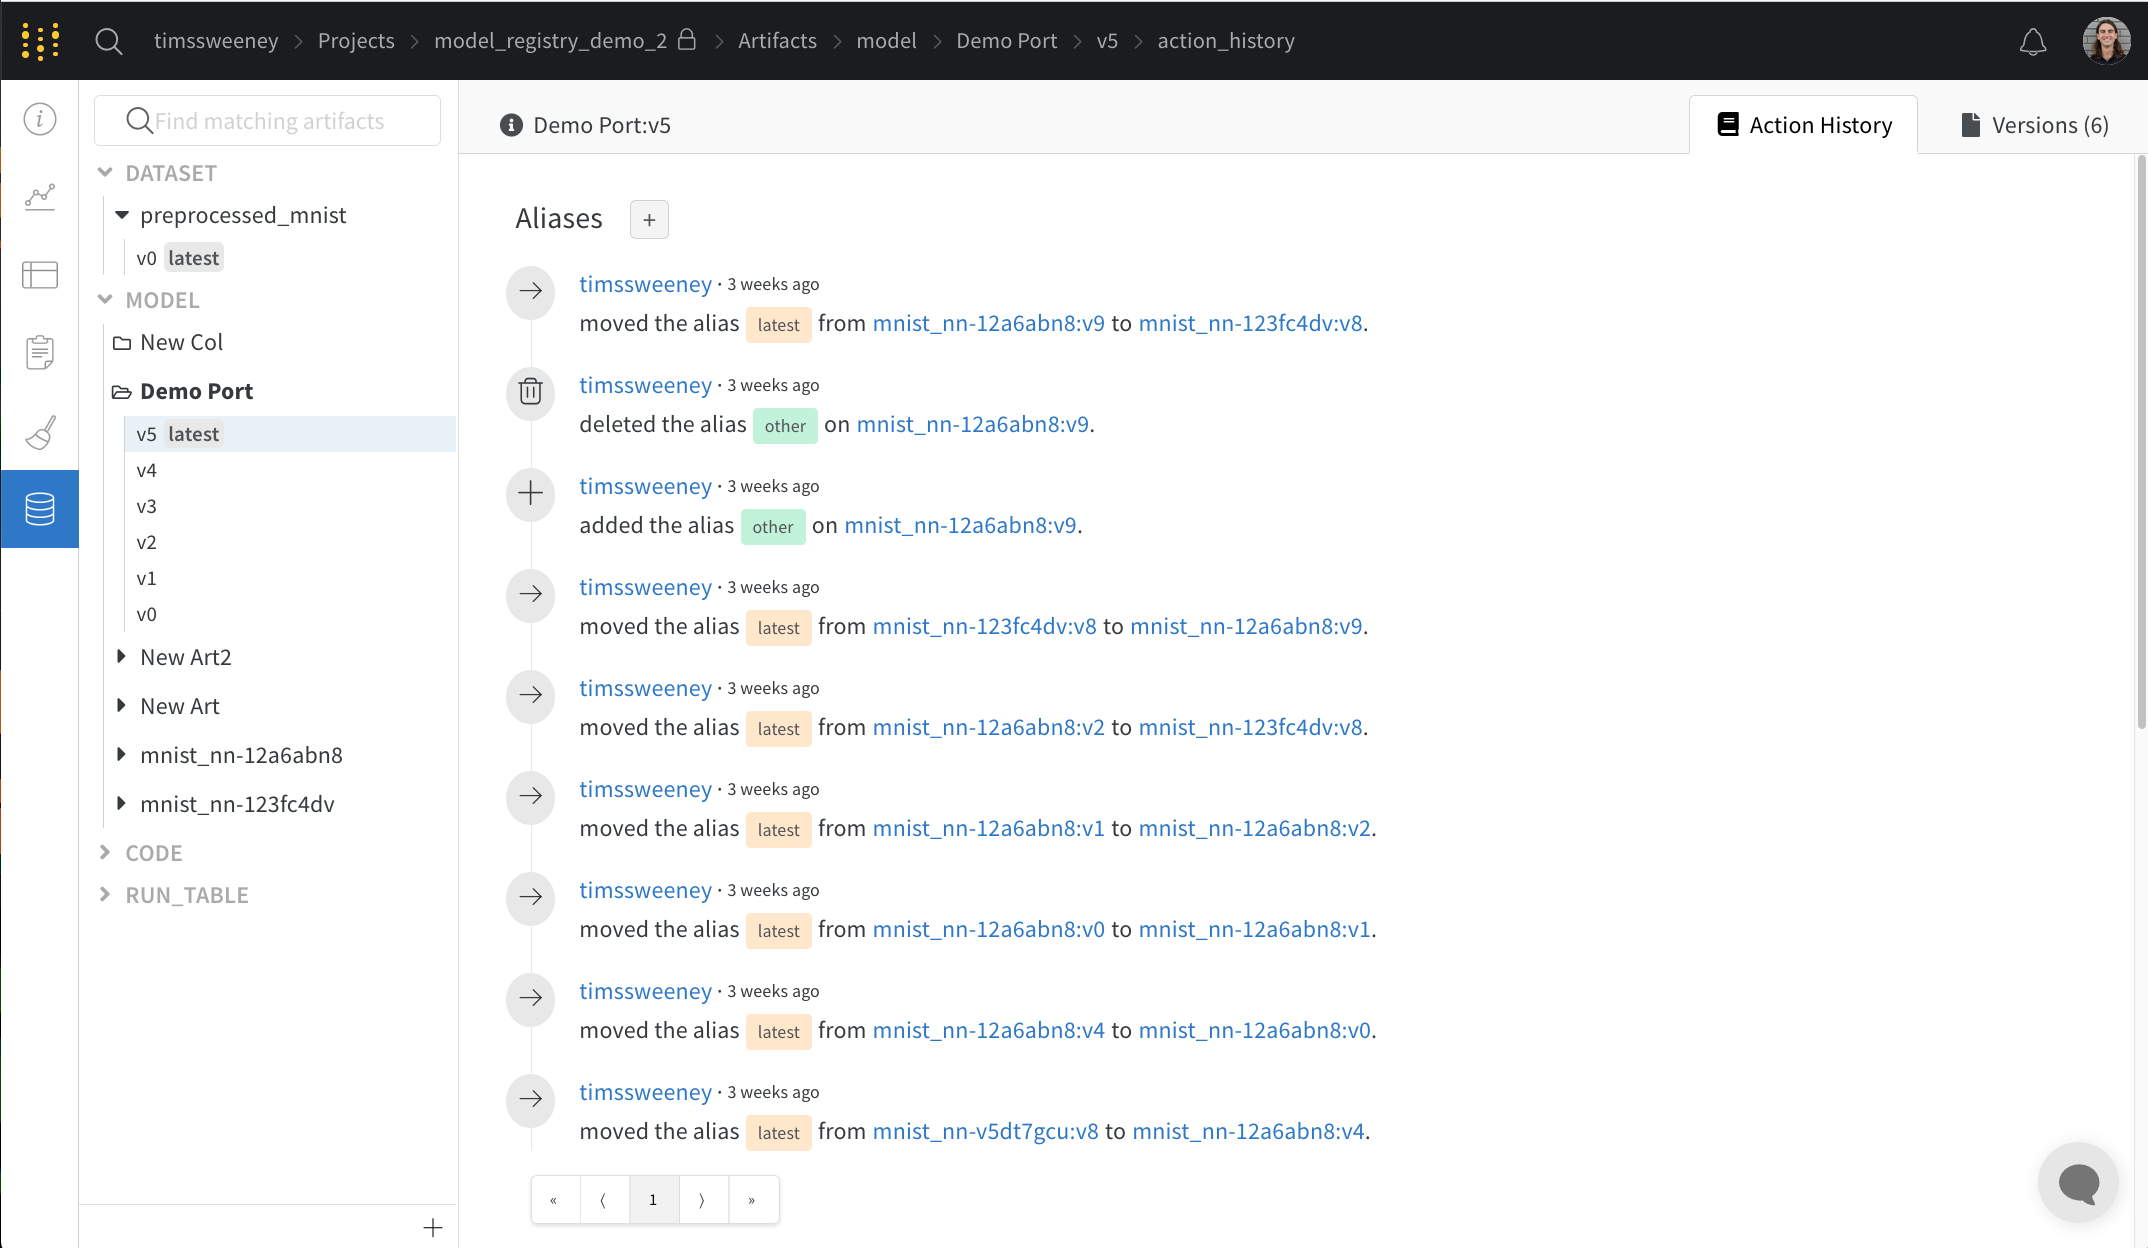 timssweeney > Projects > model_registry_demo_2 > Artifacts > model > Demo Port > v5 > action_history
Find matching artifacts
DATASET
preprocessed_mnist
v0 latest
MODEL
New Col
Demo Port
v5 latest
v4
v3
v2
v1
v0
New Art2
New Art
mnist_nn-12a6abn8
mnist_nn-123fc4dv
CODE
RUN_TABLE
+
Demo Port:v5
Action History
Versions (6)
Aliases +
timssweeney · 3 weeks ago
moved the alias latest from mnist_nn-12a6abn8:v9 to mnist_nn-123fc4dv:v8.
timssweeney · 3 weeks ago
deleted the alias other on mnist_nn-12a6abn8:v9.
timssweeney · 3 weeks ago
added the alias other on mnist_nn-12a6abn8:v9.
timssweeney · 3 weeks ago
moved the alias latest from mnist_nn-123fc4dv:v8 to mnist_nn-12a6abn8:v9.
timssweeney · 3 weeks ago
moved the alias latest from mnist_nn-12a6abn8:v2 to mnist_nn-123fc4dv:v8.
timssweeney · 3 weeks ago
moved the alias latest from mnist_nn-12a6abn8:v1 to mnist_nn-12a6abn8:v2.
timssweeney · 3 weeks ago
moved the alias latest from mnist_nn-12a6abn8:v0 to mnist_nn-12a6abn8:v1.
timssweeney · 3 weeks ago
moved the alias latest from mnist_nn-12a6abn8:v4 to mnist_nn-12a6abn8:v0.
timssweeney · 3 weeks ago
moved the alias latest from mnist_nn-v5dt7gcu:v8 to mnist_nn-12a6abn8:v4.
« ⟨ 1 ⟩ »